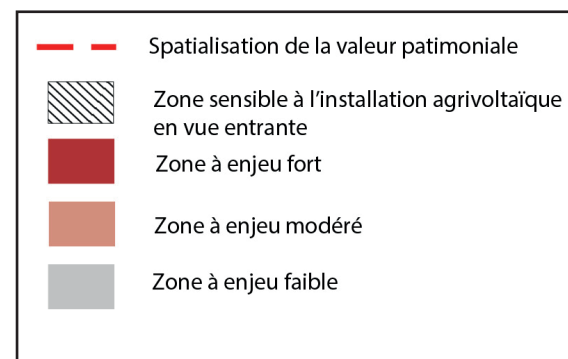 Spatialisation de la valeur patimoniale
Zone sensible à l’installation agrivoltaïque
en vue entrante
Zone à enjeu fort
Zone à enjeu modéré
Zone à enjeu faible